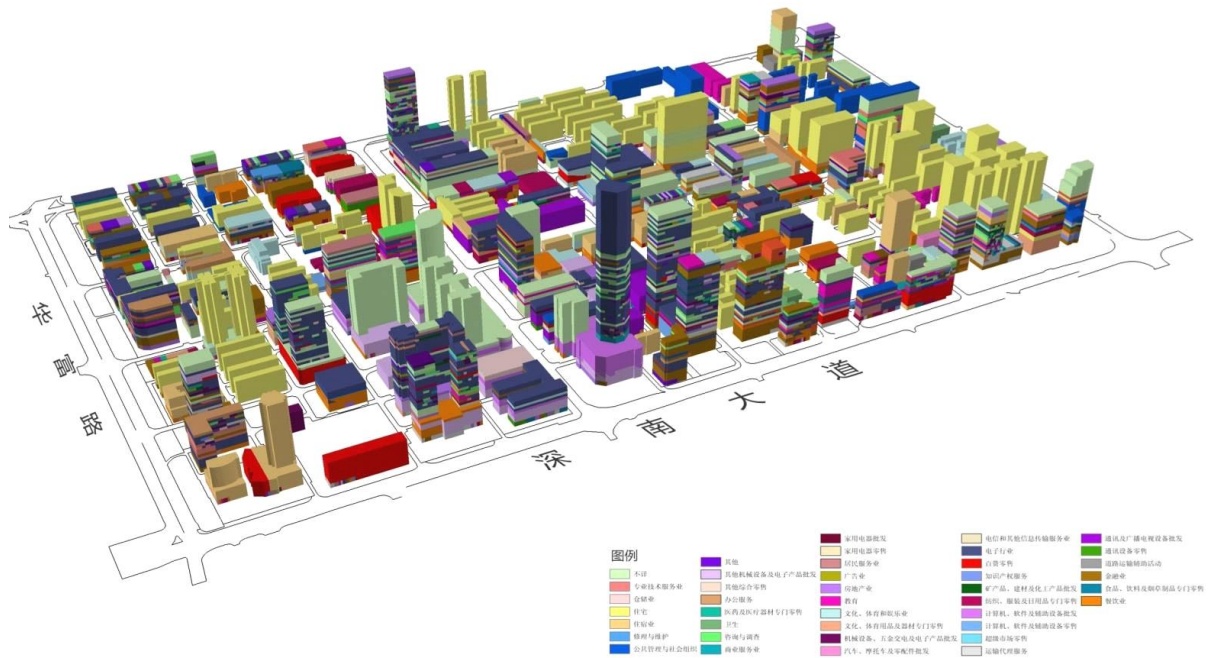 华富路
深南大道
图例
不详
专业技术服务业
仓储业
住宅
住宿业
修理与维护
公共管理与社会组织
其他
其他机械设备及电子产品批发
其他综合零售
办公服务
医药及医疗器材专门零售
卫生
咨询与调查
商业服务业
家用电器批发
家用电器零售
居民服务业
广告业
房地产业
教育
文化、体育和娱乐业
文化、体育用品及器材专门零售
机械设备、五金交电及电子产品批发
汽车、摩托车及零配件批发
电信和其他信息传输服务业
电子行业
百货零售
知识产权服务
矿产品、建材及化工产品批发
纺织、服装及日用品专门零售
计算机、软件及辅助设备批发
计算机、软件及辅助设备零售
超级市场零售
运输代理服务
通讯及广播电视设备批发
通讯设备零售
道路运输辅助活动
金融业
食品、饮料及烟草制品专门零售
餐饮业